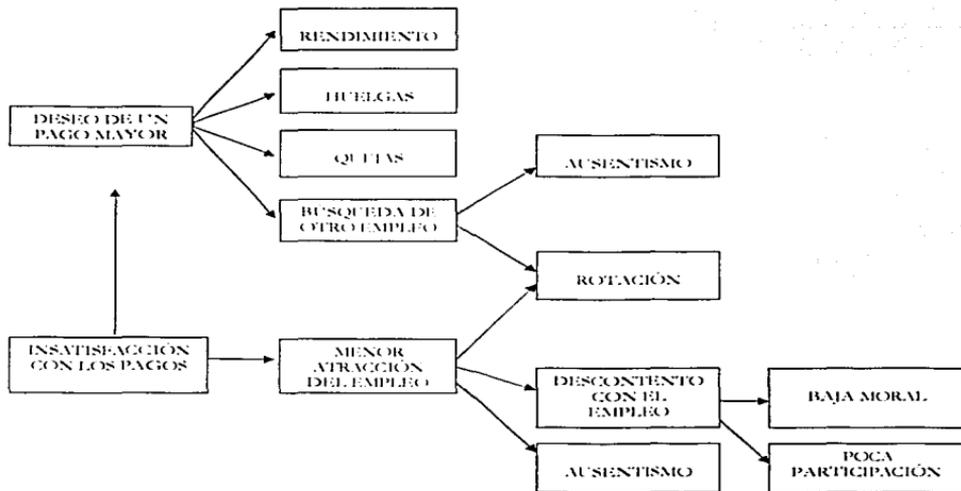 RENDIMIENTO
HUELGAS
DESEO DE UN
PAGO MAYOR
QUITAS
AUSENTISMO
BUSQUEDA DE
OTRO EMPLEO
ROTACIÓN
INSATISFACCIÓN
CON LOS PAGOS
MENOR
ATRACCIÓN
DEL EMPLEO
DESCONTENTO
CON EL
EMPLEO
BAJA MORAL
AUSENTISMO
POCA
PARTICIPACIÓN